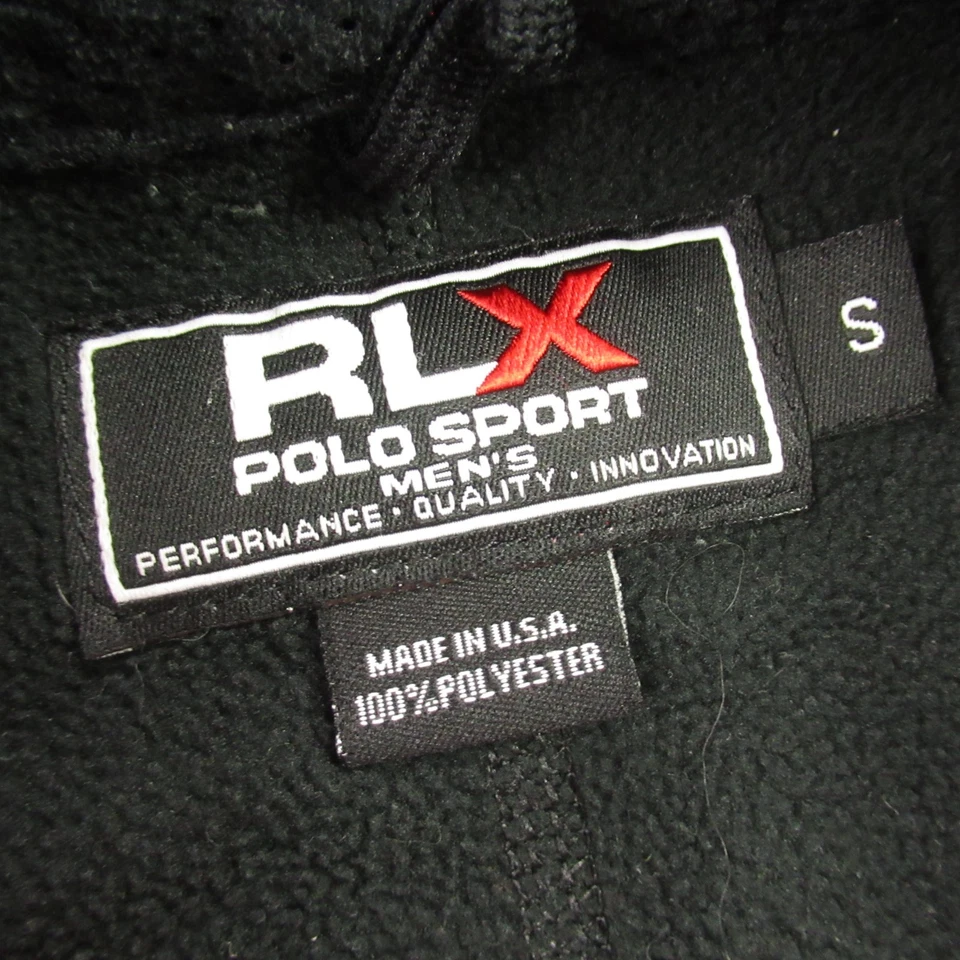 RLX
POLO SPORT
MEN'S
PERFORMANCE · QUALITY · INNOVATION
S
MADE IN U.S.A.
100% POLYESTER